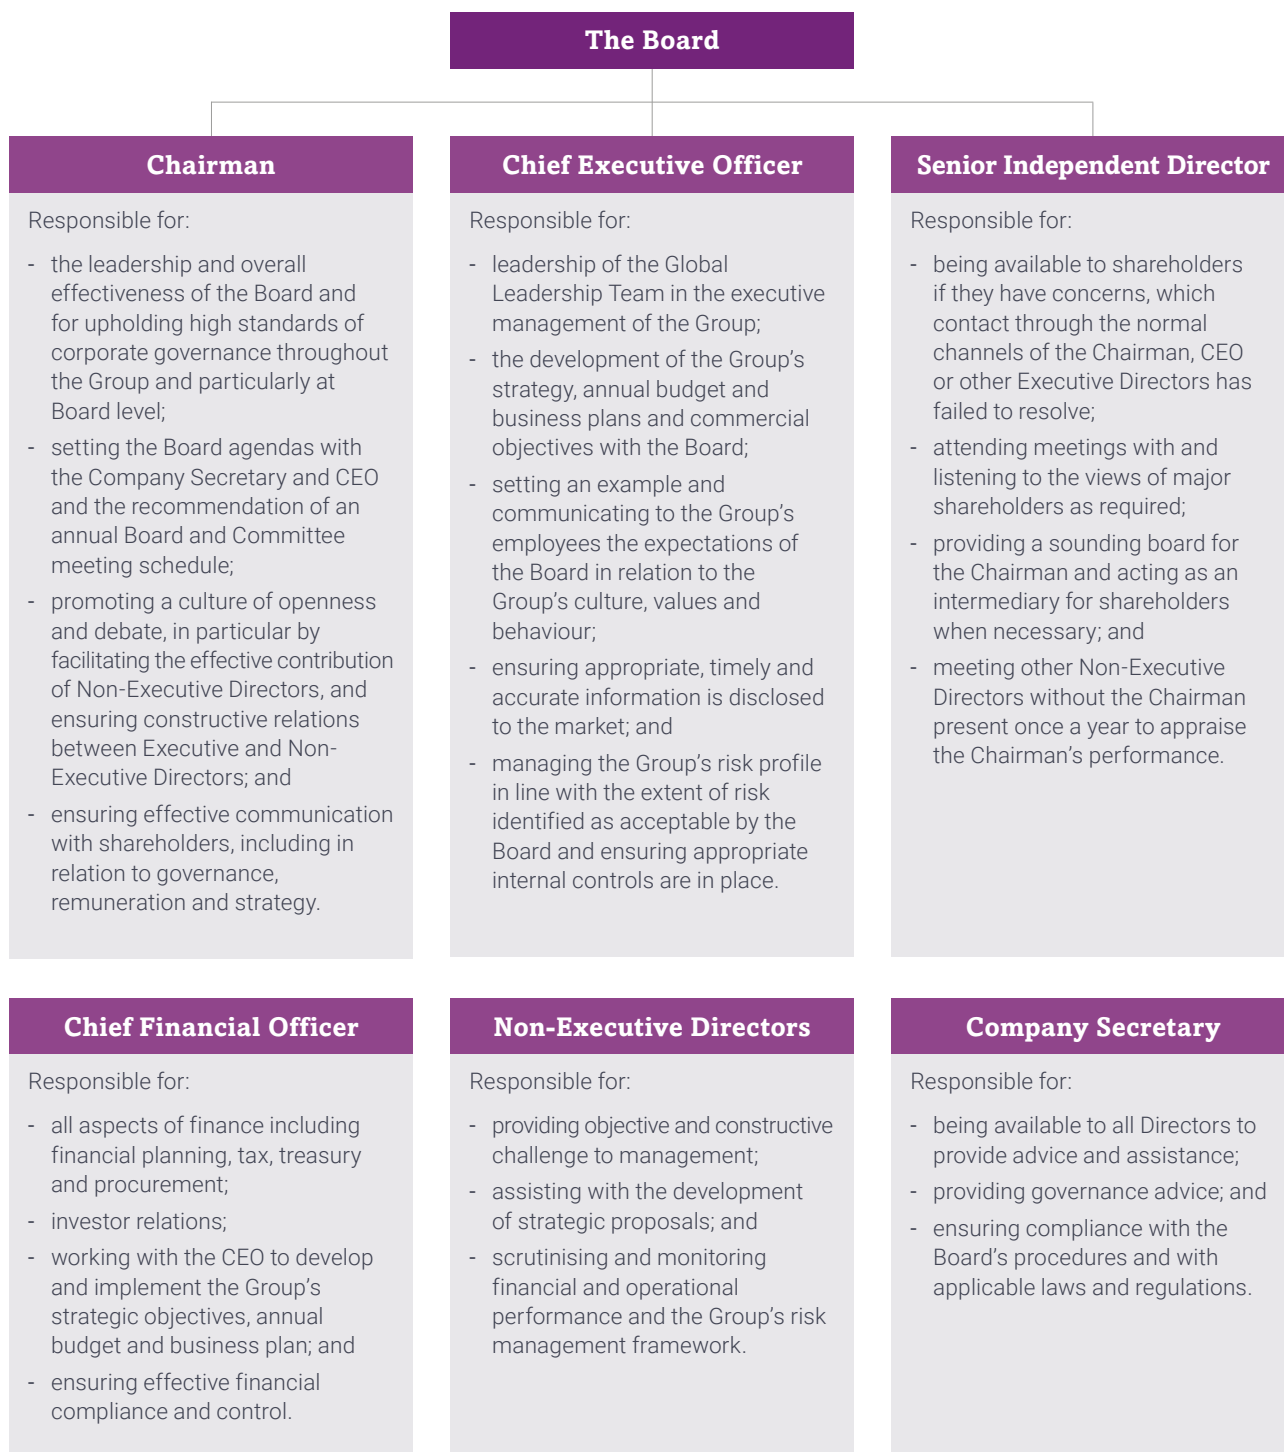 The Board
Chairman
Responsible for:
- the leadership and overall
effectiveness of the Board and
for upholding high standards of
corporate governance throughout
the Group and particularly at
Board level;
- setting the Board agendas with
the Company Secretary and CEO
and the recommendation of an
annual Board and Committee
meeting schedule;
- promoting a culture of openness
and debate, in particular by
facilitating the effective contribution
of Non-Executive Directors, and
ensuring constructive relations
between Executive and Non-
Executive Directors; and
- ensuring effective communication
with shareholders, including in
relation to governance,
remuneration and strategy.
Chief Executive Officer
Responsible for:
- leadership of the Global
Leadership Team in the executive
management of the Group;
- the development of the Group's
strategy, annual budget and
business plans and commercial
objectives with the Board;
- setting an example and
communicating to the Group's
employees the expectations of
the Board in relation to the
Group's culture, values and
behaviour;
- ensuring appropriate, timely and
accurate information is disclosed
to the market; and
- managing the Group's risk profile
in line with the extent of risk
identified as acceptable by the
Board and ensuring appropriate
internal controls are in place.
Senior Independent Director
Responsible for:
- being available to shareholders
if they have concerns, which
contact through the normal
channels of the Chairman, CEO
or other Executive Directors has
failed to resolve;
- attending meetings with and
listening to the views of major
shareholders as required;
- providing a sounding board for
the Chairman and acting as an
intermediary for shareholders
when necessary; and
- meeting other Non-Executive
Directors without the Chairman
present once a year to appraise
the Chairman's performance.
Chief Financial Officer
Responsible for:
- all aspects of finance including
financial planning, tax, treasury
and procurement;
- investor relations;
- working with the CEO to develop
and implement the Group's
strategic objectives, annual
budget and business plan; and
- ensuring effective financial
compliance and control.
Non-Executive Directors
Responsible for:
- providing objective and constructive
challenge to management;
- assisting with the development
of strategic proposals; and
- scrutinising and monitoring
financial and operational
performance and the Group's risk
management framework.
Company Secretary
Responsible for:
- being available to all Directors to
provide advice and assistance;
- providing governance advice; and
- ensuring compliance with the
Board's procedures and with
applicable laws and regulations.